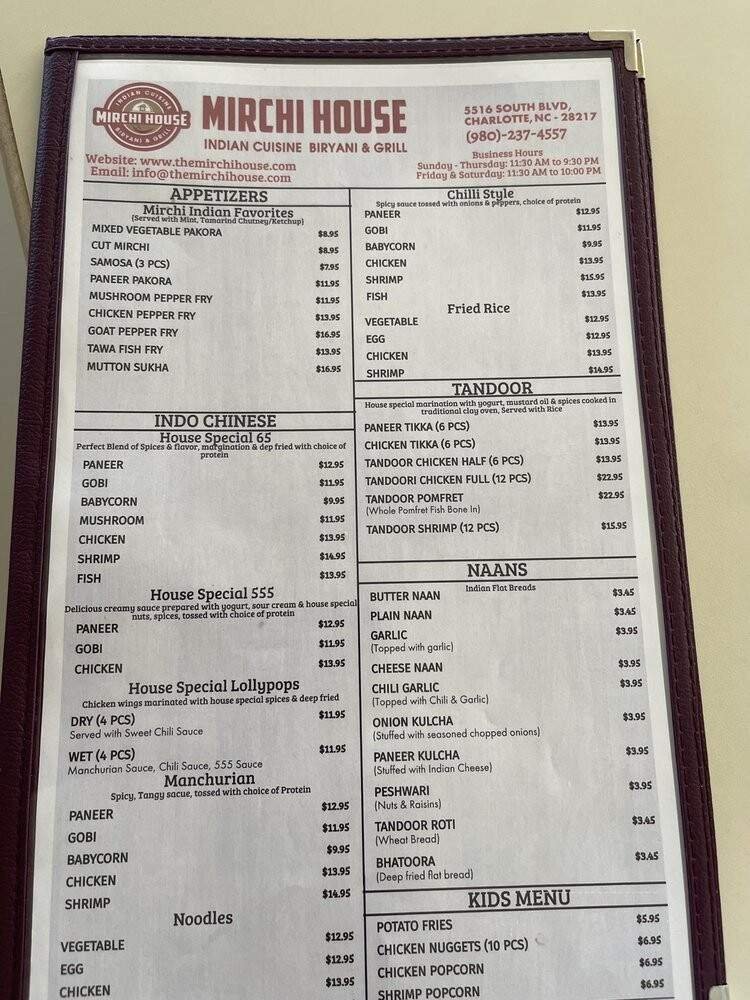 INDIAN CUISINE
MIRCHI HOUSE
BIRYANI & GRILL
MIRCHI HOUSE
INDIAN CUISINE BIRYANI & GRILL
5516 SOUTH BLVD,
CHARLOTTE, NC - 28217
(980)-237-4557
Website: www.themirchihouse.com
Email: info@themirchihouse.com
Business Hours
Sunday - Thursday: 11:30 AM to 9:30 PM
Friday & Saturday: 11:30 AM to 10:00 PM
APPETIZERS
Mirchi Indian Favorites
(Served with Mint, Tamarind Chutney/Ketchup)
MIXED VEGETABLE PAKORA $8.95
CUT MIRCHI $8.95
SAMOSA (3 PCS) $7.95
PANEER PAKORA $11.95
MUSHROOM PEPPER FRY $11.95
CHICKEN PEPPER FRY $13.95
GOAT PEPPER FRY $16.95
TAWA FISH FRY $13.95
MUTTON SUKHA $16.95
INDO CHINESE
House Special 65
Perfect Blend of Spices & flavor, margination & dep fried with choice of
protein
PANEER $12.95
GOBI $11.95
BABYCORN $9.95
MUSHROOM $11.95
CHICKEN $13.95
SHRIMP $14.95
FISH $13.95
House Special 555
Delicious creamy sauce prepared with yogurt, sour cream & house special
nuts, spices, tossed with choice of protein
PANEER $12.95
GOBI $11.95
CHICKEN $13.95
House Special Lollypops
Chicken wings marinated with house special spices & deep fried
DRY (4 PCS) $11.95
Served with Sweet Chili Sauce
WET (4 PCS) $11.95
Manchurian Sauce, Chili Sauce, 555 Sauce
Manchurian
Spicy, Tangy sacue, tossed with choice of Protein
PANEER $12.95
GOBI $11.95
BABYCORN $9.95
CHICKEN $13.95
SHRIMP $14.95
Noodles
VEGETABLE $12.95
EGG $12.95
CHICKEN $13.95
Chilli Style
Spicy sauce tossed with onions & peppers, choice of protein
PANEER $12.95
GOBI $11.95
BABYCORN $9.95
CHICKEN $13.95
SHRIMP $15.95
FISH $13.95
Fried Rice
VEGETABLE $12.95
EGG $12.95
CHICKEN $13.95
SHRIMP $14.95
TANDOOR
House special marination with yogurt, mustard oil & spices cooked in
traditional clay oven, Served with Rice
PANEER TIKKA (6 PCS) $13.95
CHICKEN TIKKA (6 PCS) $13.95
TANDOOR CHICKEN HALF (6 PCS) $13.95
TANDOORI CHICKEN FULL (12 PCS) $22.95
TANDOOR POMFRET $22.95
(Whole Pomfret Fish Bone In)
TANDOOR SHRIMP (12 PCS) $15.95
NAANS
Indian Flat Breads
BUTTER NAAN $3.45
PLAIN NAAN $3.45
GARLIC $3.95
(Topped with garlic)
CHEESE NAAN $3.95
CHILI GARLIC $3.95
(Topped with Chili & Garlic)
ONION KULCHA $3.95
(Stuffed with seasoned chopped onions)
PANEER KULCHA $3.95
(Stuffed with Indian Cheese)
PESHWARI $3.95
(Nuts & Raisins)
TANDOOR ROTI $3.45
(Wheat Bread)
BHATOORA $3.45
(Deep fried flat bread)
KIDS MENU
POTATO FRIES $5.95
CHICKEN NUGGETS (10 PCS) $6.95
CHICKEN POPCORN $6.95
SHRIMP POPCORN $6.95